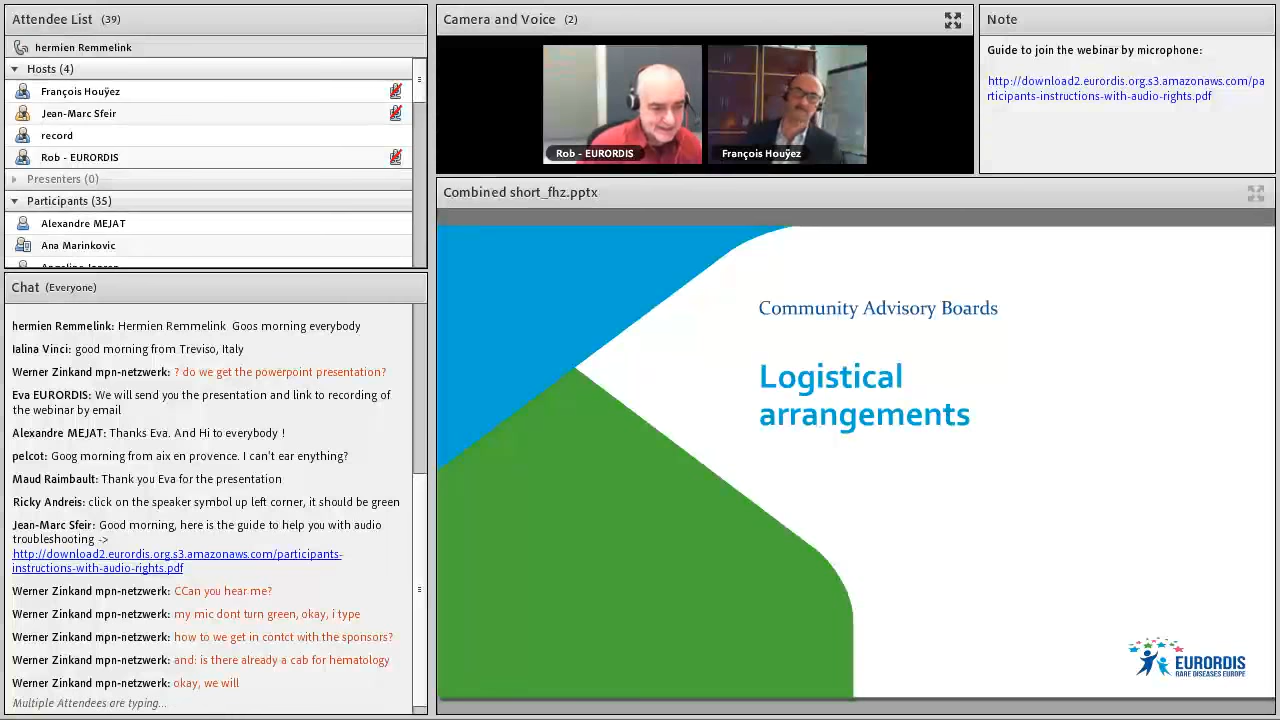 Attendee List (39)
hermien Remmelink
Hosts (4)
François Houÿez
Jean-Marc Sfeir
record
Rob - EURORDIS
Presenters (0)
Participants (35)
Alexandre MEJAT
Ana Marinkovic
Chat (Everyone)
hermien Remmelink: Hermien Remmelink Goos morning everybody
Ialina Vinci: good morning from Treviso, Italy
Werner Zinkand mpn-netzwerk: ? do we get the powerpoint presentation?
Eva EURORDIS: We will send you the presentation and link to recording of
the webinar by email
Alexandre MEJAT: Thanks Eva. And Hi to everybody !
pelcot: Goog morning from aix en provence. I can't ear enything?
Maud Raimbault: Thank you Eva for the presentation
Ricky Andreis: click on the speaker symbol up left corner, it should be green
Jean-Marc Sfeir: Good morning, here is the guide to help you with audio
troubleshooting ->
http://download2.eurordis.org.s3.amazonaws.com/participants-
instructions-with-audio-rights.pdf
Werner Zinkand mpn-netzwerk: CCan you hear me?
Werner Zinkand mpn-netzwerk: my mic dont turn green, okay, i type
Werner Zinkand mpn-netzwerk: how to we get in contct with the sponsors?
Werner Zinkand mpn-netzwerk: and: is there already a cab for hematology
Werner Zinkand mpn-netzwerk: okay, we will
Multiple Attendees are typing...
Camera and Voice (2)
Rob - EURORDIS
François Houÿez
Note
Guide to join the webinar by microphone:
http://download2.eurordis.org.s3.amazonaws.com/pa
rticipants-instructions-with-audio-rights.pdf
Combined short_fhz.pptx
Community Advisory Boards
Logistical
arrangements
EURORDIS
RARE DISEASES EUROPE